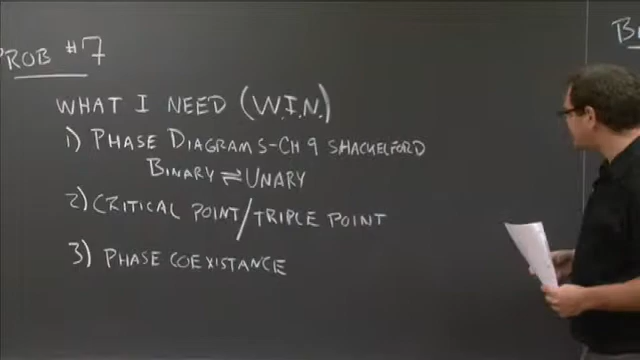 PROB #7
WHAT I NEED (W.I.N.)
1) PHASE DIAGRAMS-CH 9 SHACKELFORD
BINARY ⇌ UNARY
2) CRITICAL POINT/TRIPLE POINT
3) PHASE COEXISTANCE